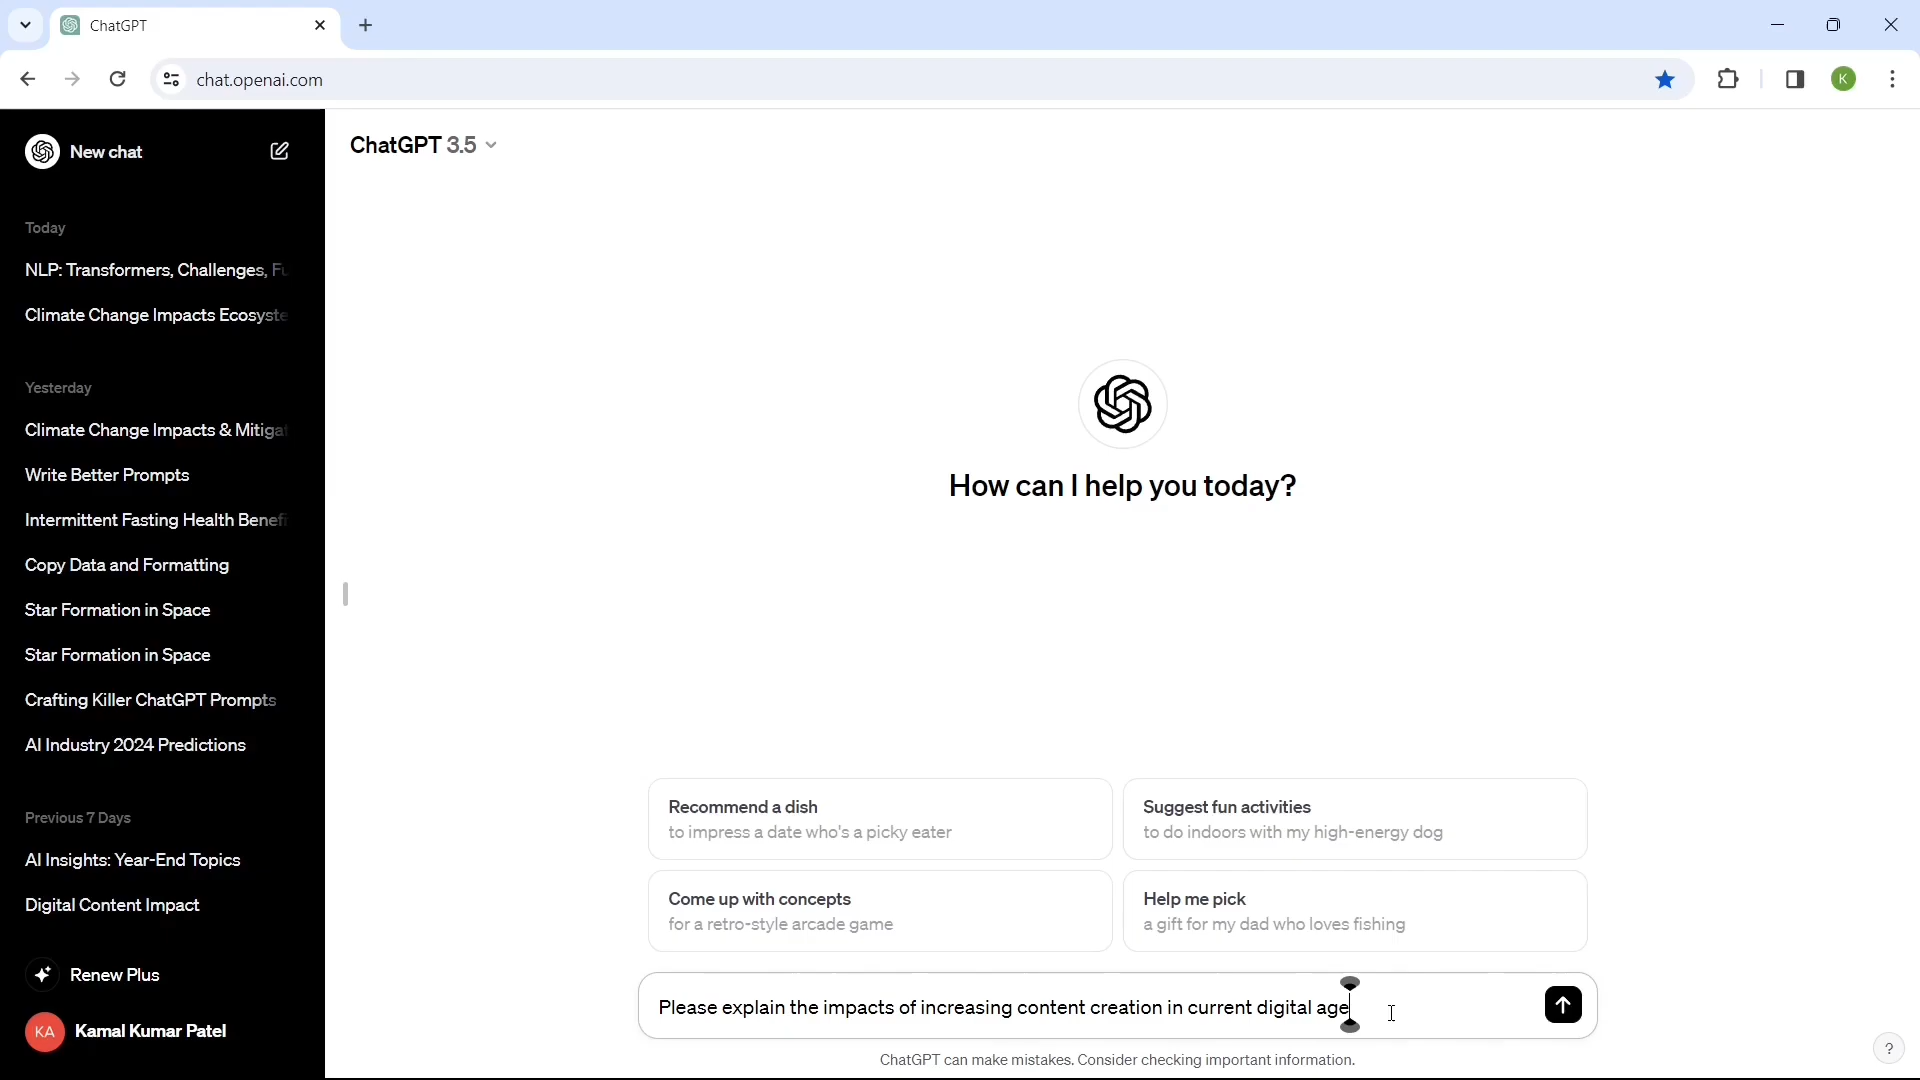 ChatGPT
chat.openai.com
K
New chat
Today
NLP: Transformers, Challenges, Fu
Climate Change Impacts Ecosyste
Yesterday
Climate Change Impacts & Mitigat
Write Better Prompts
Intermittent Fasting Health Benefi
Copy Data and Formatting
Star Formation in Space
Star Formation in Space
Crafting Killer ChatGPT Prompts
AI Industry 2024 Predictions
Previous 7 Days
AI Insights: Year-End Topics
Digital Content Impact
Renew Plus
KA Kamal Kumar Patel
ChatGPT 3.5
How can I help you today?
Recommend a dish
to impress a date who's a picky eater
Suggest fun activities
to do indoors with my high-energy dog
Come up with concepts
for a retro-style arcade game
Help me pick
a gift for my dad who loves fishing
Please explain the impacts of increasing content creation in current digital age
ChatGPT can make mistakes. Consider checking important information.
?